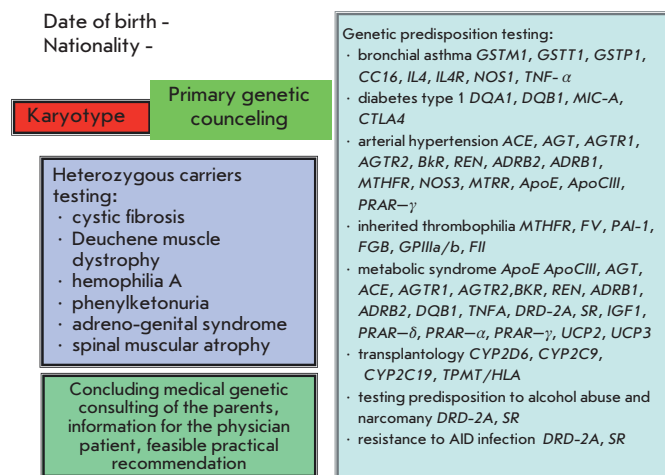 Date of birth -
Nationality -
Karyotype
Primary genetic
counceling
Heterozygous carriers
testing:
· cystic fibrosis
· Deuchene muscle
dystrophy
· hemophilia A
· phenylketonuria
· adreno-genital syndrome
· spinal muscular atrophy
Concluding medical genetic
consulting of the parents,
information for the physician
patient, feasible practical
recommendation
Genetic predisposition testing:
· bronchial asthma GSTM1, GSTT1, GSTP1,
CC16, IL4, IL4R, NOS1, TNF- α
· diabetes type 1 DQA1, DQB1, MIC-A,
CTLA4
· arterial hypertension ACE, AGT, AGTR1,
AGTR2, BkR, REN, ADRB2, ADRB1,
MTHFR, NOS3, MTRR, ApoE, ApoCIII,
PRAR–γ
· inherited thrombophilia MTHFR, FV, PAI-1,
FGB, GPIIIa/b, FII
· metabolic syndrome ApoE ApoCIII, AGT,
ACE, AGTR1, AGTR2,BKR, REN, ADRB1,
ADRB2, DQB1, TNFA, DRD-2A, SR, IGF1,
PRAR–δ, PRAR–α, PRAR–γ, UCP2, UCP3
· transplantology CYP2D6, CYP2C9,
CYP2C19, TPMT/HLA
· testing predisposition to alcohol abuse and
narcomany DRD-2A, SR
· resistance to AID infection DRD-2A, SR